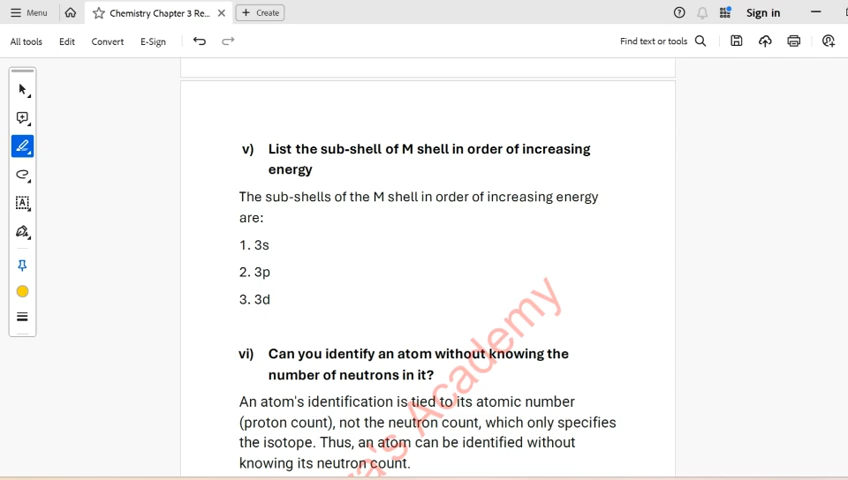 Menu
Chemistry Chapter 3 Re...
Create
Sign in
All tools Edit Convert E-Sign
Find text or tools
v) List the sub-shell of M shell in order of increasing
energy
The sub-shells of the M shell in order of increasing energy
are:
1. 3s
2. 3p
3. 3d
vi) Can you identify an atom without knowing the
number of neutrons in it?
An atom's identification is tied to its atomic number
(proton count), not the neutron count, which only specifies
the isotope. Thus, an atom can be identified without
knowing its neutron count.
Academy